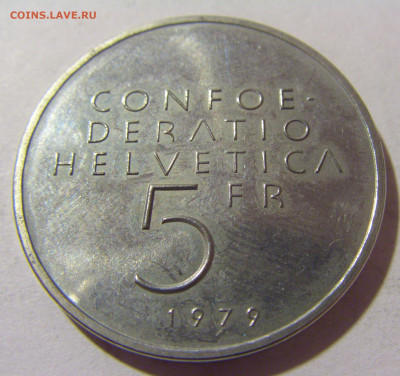 COINS.LAVE.RU
CONFOE-
DERATIO
HELVETICA
5 FR
1979